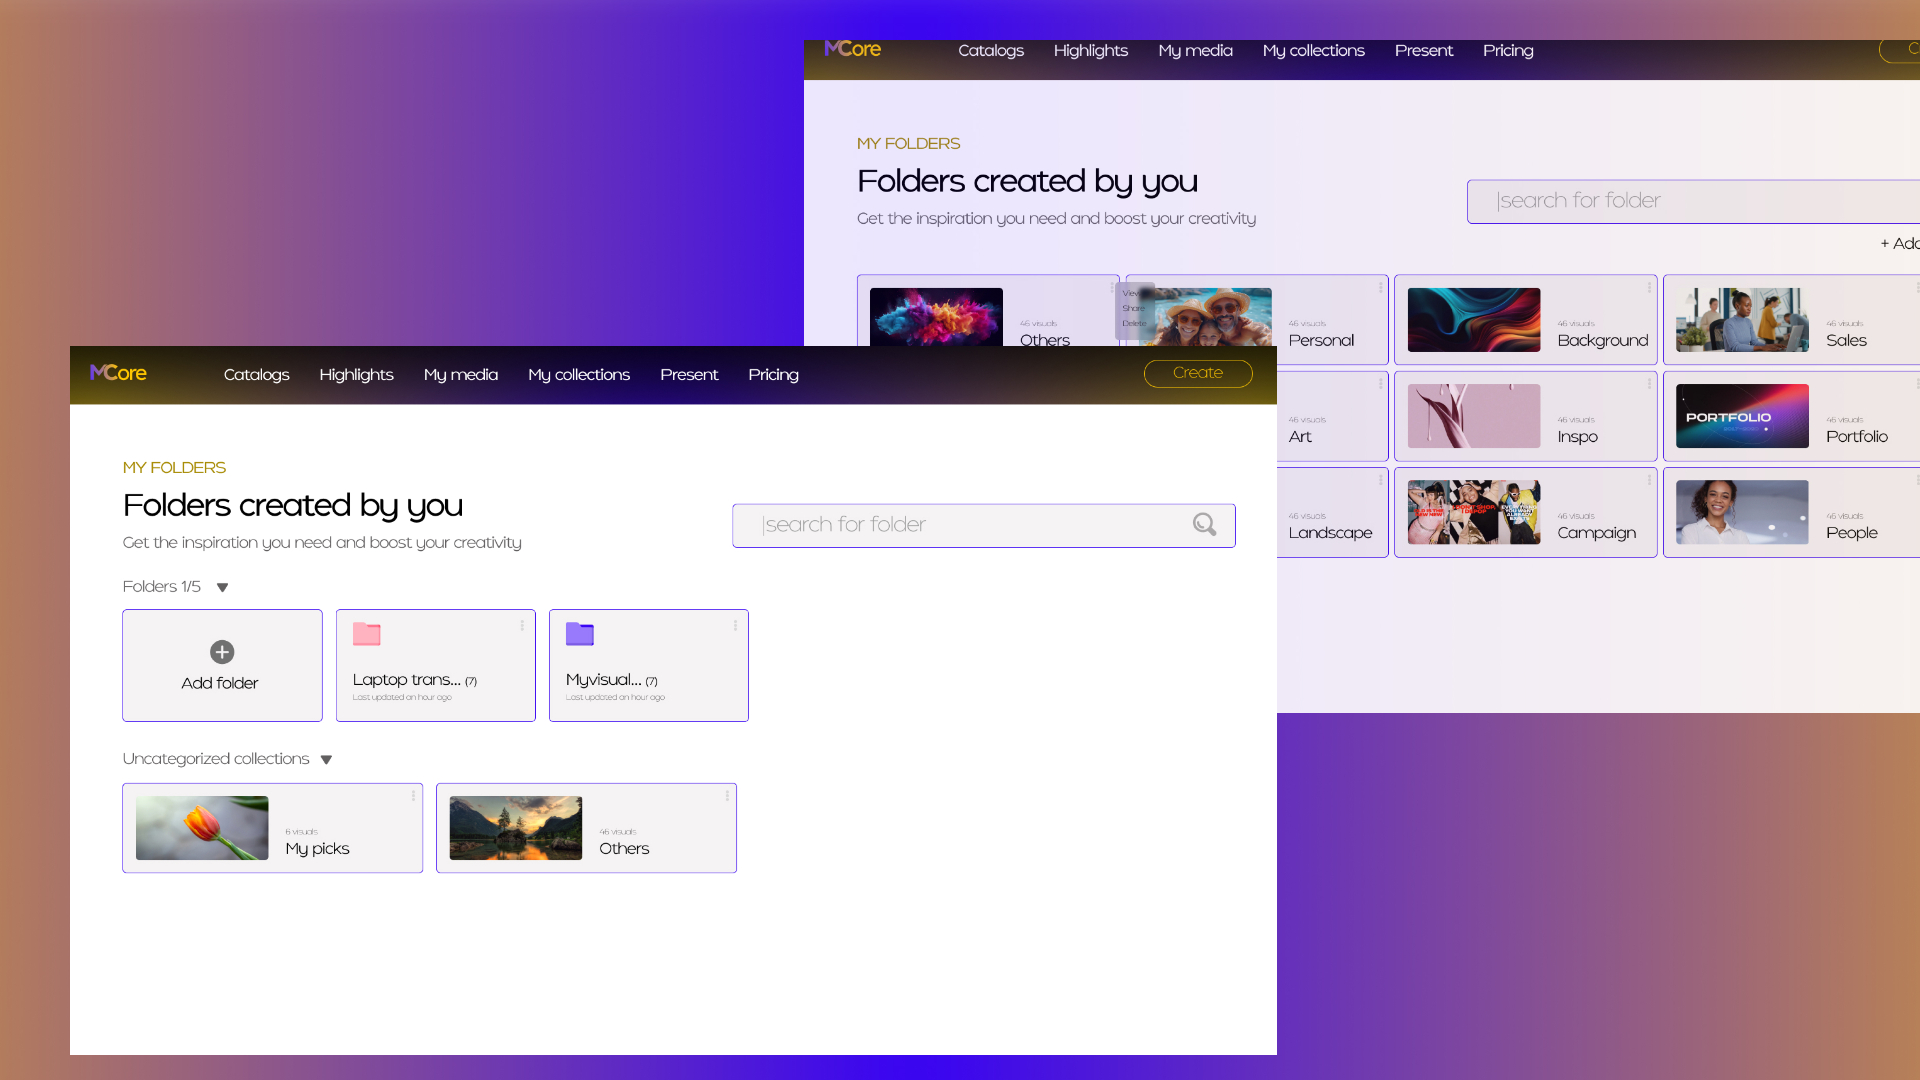 MCore
Catalogs
Highlights
My media
My collections
Present
Pricing
MY FOLDERS
Folders created by you
Get the inspiration you need and boost your creativity
search for folder
46 visuals
Others
View
Share
Delete
46 visuals
Personal
46 visuals
Background
46 visuals
Sales
46 visuals
Art
46 visuals
Inspo
PORTFOLIO
46 visuals
Portfolio
46 visuals
Landscape
46 visuals
Campaign
46 visuals
People
MCore
Catalogs
Highlights
My media
My collections
Present
Pricing
Create
MY FOLDERS
Folders created by you
Get the inspiration you need and boost your creativity
search for folder
Folders 1/5
Add folder
Laptop trans... (7)
Last updated an hour ago
Myvisual... (7)
Last updated an hour ago
Uncategorized collections
6 visuals
My picks
46 visuals
Others